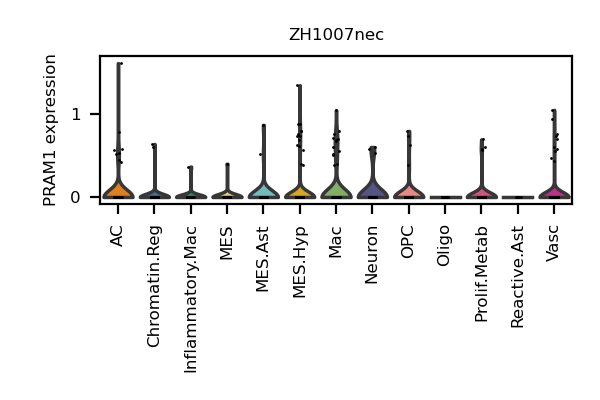 ZH1007nec
PRAM1 expression
1
0
AC
Chromatin.Reg
Inflammatory.Mac
MES
MES.Ast
MES.Hyp
Mac
Neuron
OPC
Oligo
Prolif.Metab
Reactive.Ast
Vasc